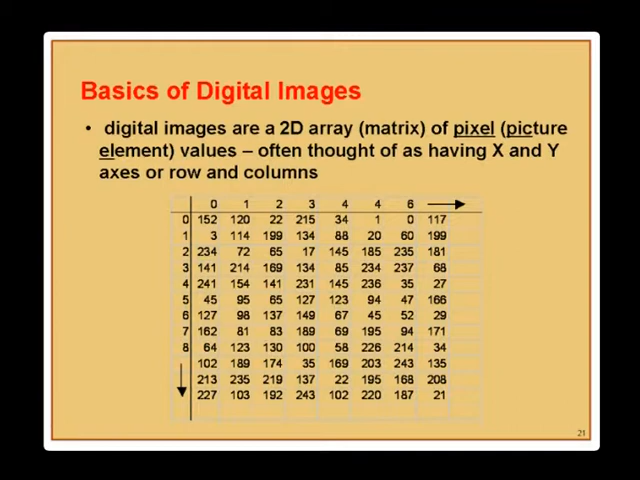 Basics of Digital Images
• digital images are a 2D array (matrix) of pixel (picture
element) values – often thought of as having X and Y
axes or row and columns
0 1 2 3 4 4 6
0 152 120 22 215 34 1 0 117
1 3 114 199 134 88 20 60 199
2 234 72 65 17 145 185 235 181
3 141 214 169 134 85 234 237 68
4 241 154 141 231 145 236 35 27
5 45 95 65 127 123 94 47 166
6 127 98 137 149 67 45 52 29
7 162 81 83 189 69 195 94 171
8 64 123 130 100 58 226 214 34
102 189 174 35 169 203 243 135
213 235 219 137 22 195 168 208
227 103 192 243 102 220 187 21
21